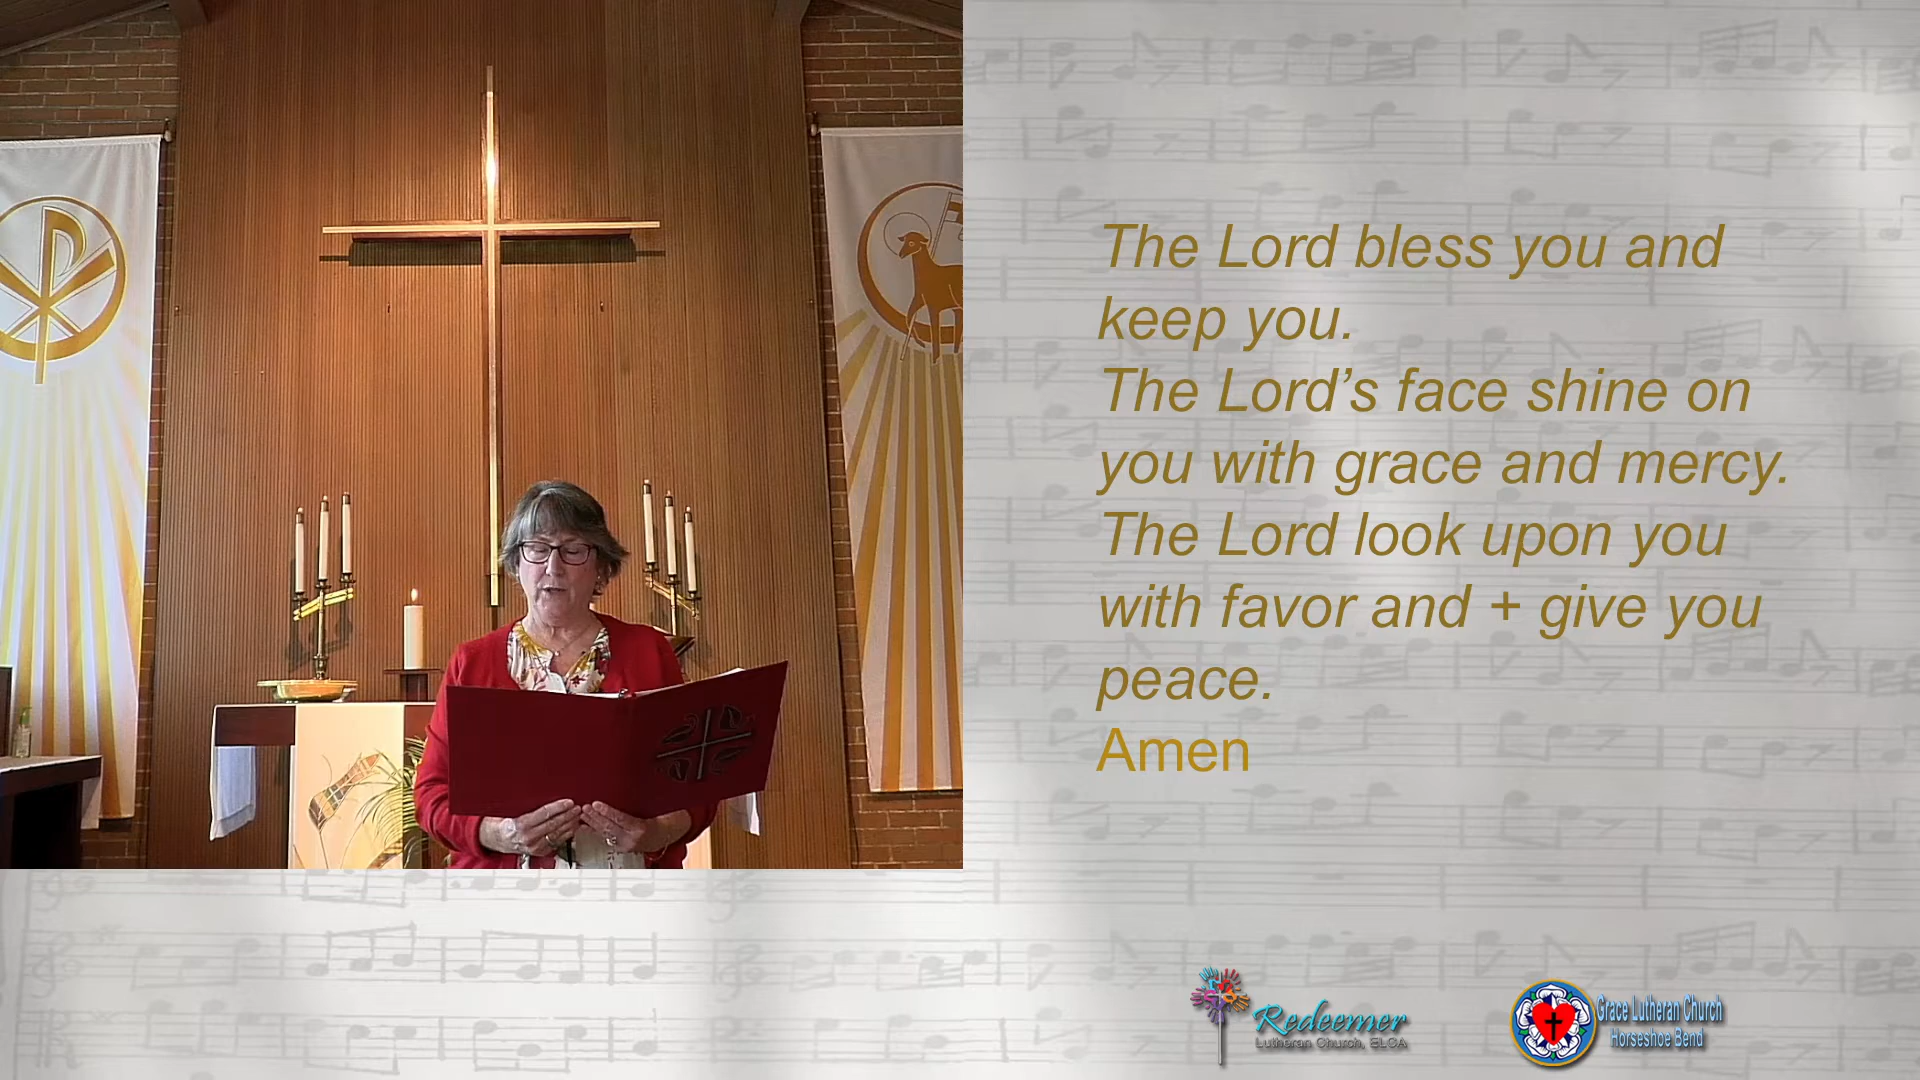 The Lord bless you and
keep you.
The Lord’s face shine on
you with grace and mercy.
The Lord look upon you
with favor and + give you
peace.
Amen
Redeemer
Lutheran Church, ELCA
Grace Lutheran Church
Horseshoe Bend